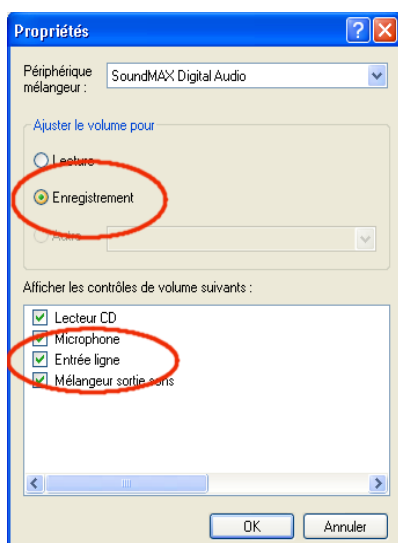 Propriétés
Périphérique
mélangeur :
SoundMAX Digital Audio
Ajuster le volume pour
Lecture
Enregistrement
Autre
Afficher les contrôles de volume suivants :
Lecteur CD
Microphone
Entrée ligne
Mélangeur sortie sons
OK
Annuler